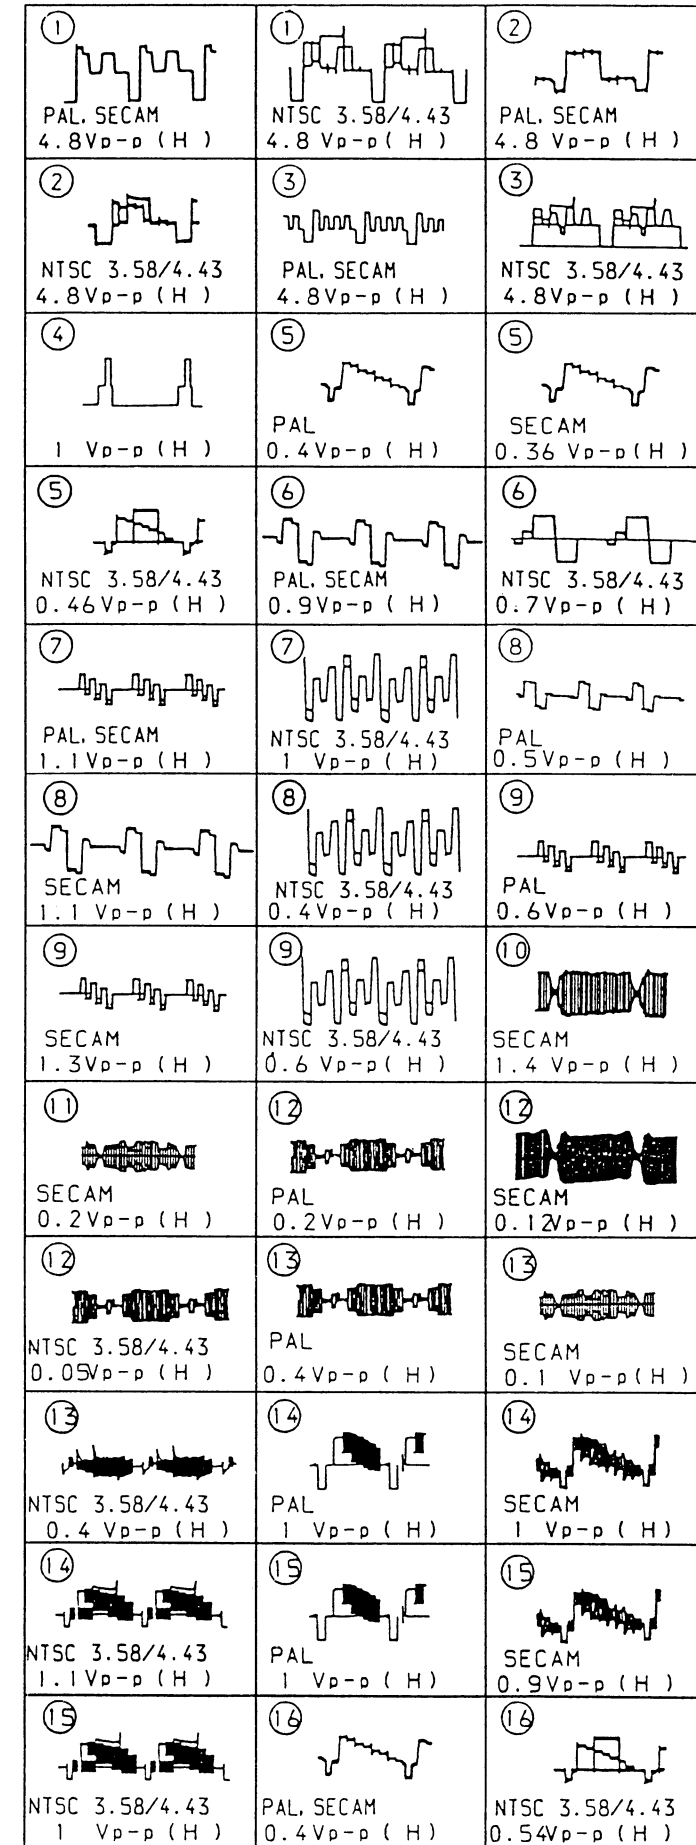 1
PAL, SECAM
4.8Vp-p (H)
1
NTSC 3.58/4.43
4.8 Vp-p (H)
2
PAL, SECAM
4.8 Vp-p (H)
2
NTSC 3.58/4.43
4.8Vp-p (H)
3
PAL, SECAM
4.8Vp-p (H)
3
NTSC 3.58/4.43
4.8Vp-p (H)
4
1 Vp-p (H)
5
PAL
0.4Vp-p (H)
5
SECAM
0.36 Vp-p (H)
5
NTSC 3.58/4.43
0.46Vp-p (H)
6
PAL, SECAM
0.9Vp-p (H)
6
NTSC 3.58/4.43
0.7Vp-p (H)
7
PAL, SECAM
1.1Vp-p (H)
7
NTSC 3.58/4.43
1 Vp-p (H)
8
PAL
0.5Vp-p (H)
8
SECAM
1.1 Vp-p (H)
8
NTSC 3.58/4.43
0.4Vp-p (H)
9
PAL
0.6Vp-p (H)
9
SECAM
1.3Vp-p (H)
9
NTSC 3.58/4.43
0.6 Vp-p (H)
10
SECAM
1.4 Vp-p (H)
11
SECAM
0.2Vp-p (H)
12
PAL
0.2Vp-p (H)
12
SECAM
0.12Vp-p (H)
12
NTSC 3.58/4.43
0.05Vp-p (H)
13
PAL
0.4Vp-p (H)
13
SECAM
0.1 Vp-p (H)
13
NTSC 3.58/4.43
0.4 Vp-p (H)
14
PAL
1 Vp-p (H)
14
SECAM
1 Vp-p (H)
14
NTSC 3.58/4.43
1.1Vp-p (H)
15
PAL
1 Vp-p (H)
15
SECAM
0.9Vp-p (H)
15
NTSC 3.58/4.43
1 Vp-p (H)
16
PAL, SECAM
0.4Vp-p (H)
16
NTSC 3.58/4.43
0.54Vp-p (H)